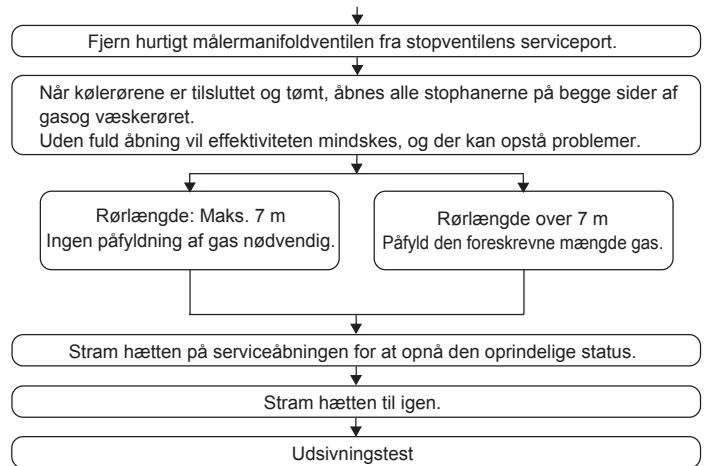 Fjern hurtigt målermanifoldventilen fra stopventilens serviceport.
Når kølerørene er tilsluttet og tømt, åbnes alle stophanerne på begge sider af
gasog væskerøret.
Uden fuld åbning vil effektiviteten mindskes, og der kan opstå problemer.
Rørlængde: Maks. 7 m
Ingen påfyldning af gas nødvendig.
Rørlængde over 7 m
Påfyld den foreskrevne mængde gas.
Stram hætten på serviceåbningen for at opnå den oprindelige status.
Stram hætten til igen.
Udsivningstest